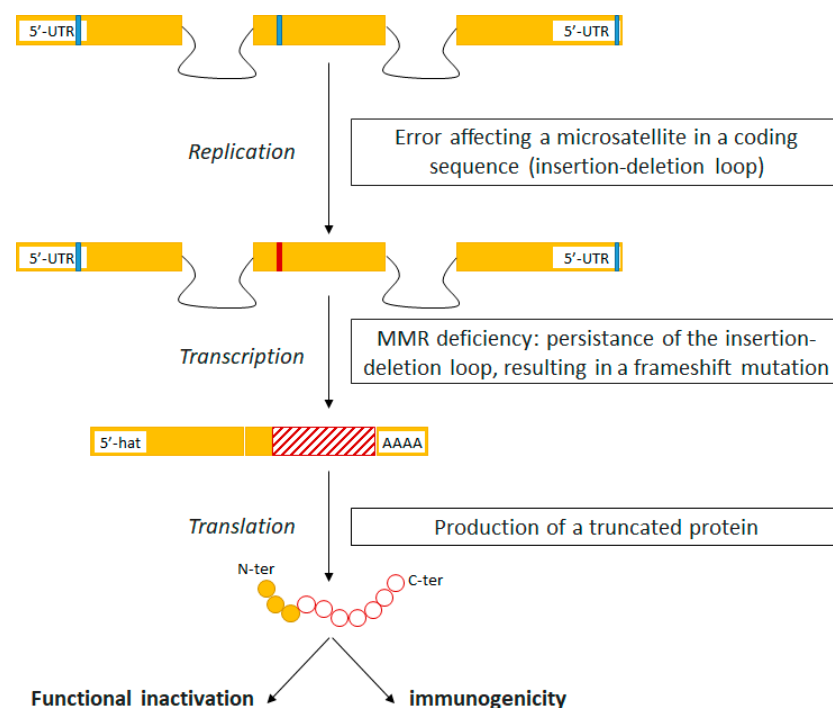 5’-UTR
5’-UTR
Replication
Error affecting a microsatellite in a coding
sequence (insertion-deletion loop)
5’-UTR
5’-UTR
Transcription
MMR deficiency: persistance of the insertion-
deletion loop, resulting in a frameshift mutation
5’-hat
AAAA
Translation
Production of a truncated protein
N-ter
C-ter
Functional inactivation
immunogenicity